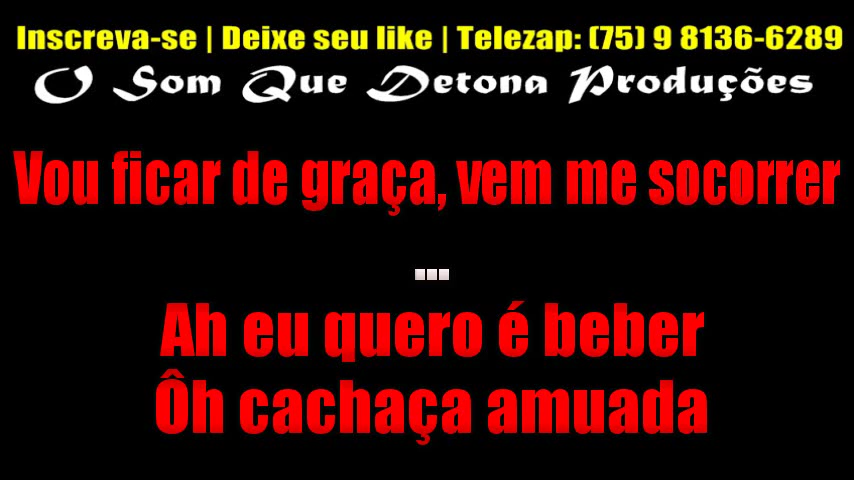 Inscreva-se | Deixe seu like | Telezap: (75) 9 8136-6289
O Som Que Detona Produções
Vou ficar de graça, vem me socorrer
...
Ah eu quero é beber
Ôh cachaça amuada